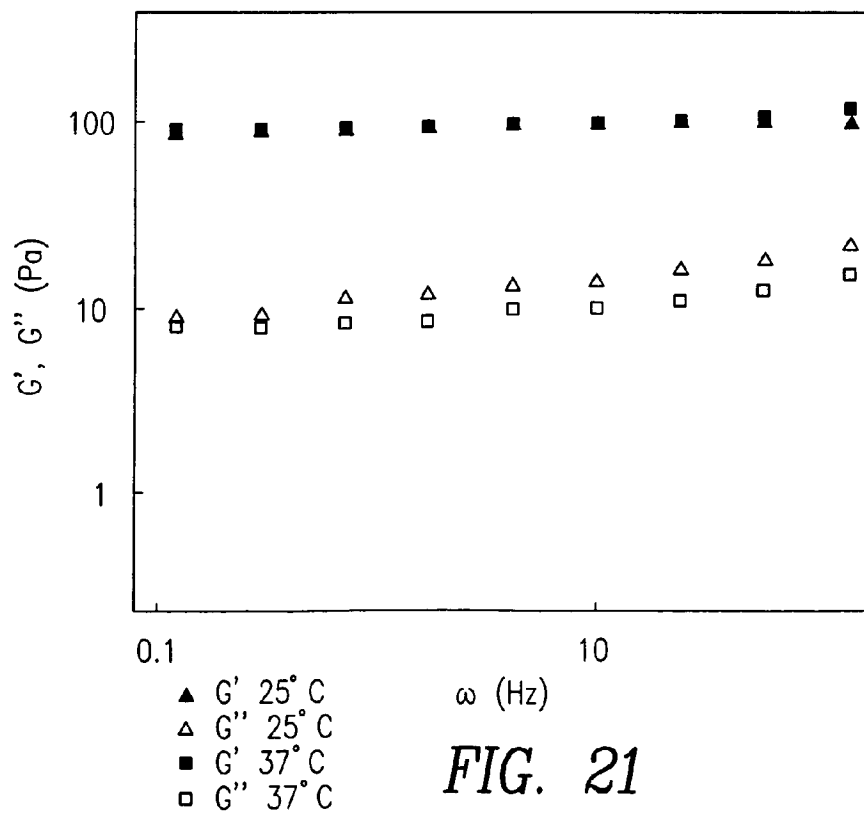 100
10
1
G', G'' (Pa)
0.1 10
ω (Hz)
▲ G' 25°C
△ G'' 25°C
■ G' 37°C
□ G'' 37°C
FIG. 21